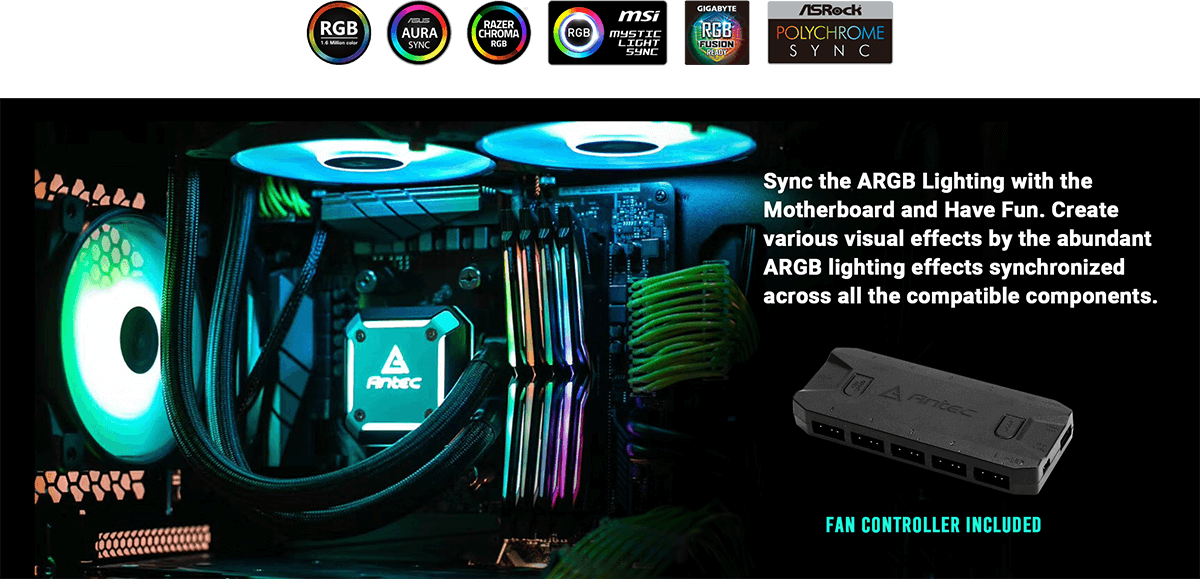 RGB
1.6 Million color
ASUS
AURA
SYNC
RAZER
CHROMA
RGB
RGB
msi
MYSTIC
LIGHT
SYNC
GIGABYTE
RGB
FUSION
READY
ASRock
POLYCHROME
SYNC
Sync the ARGB Lighting with the
Motherboard and Have Fun. Create
various visual effects by the abundant
ARGB lighting effects synchronized
across all the compatible components.
Antec
Antec
FAN CONTROLLER INCLUDED